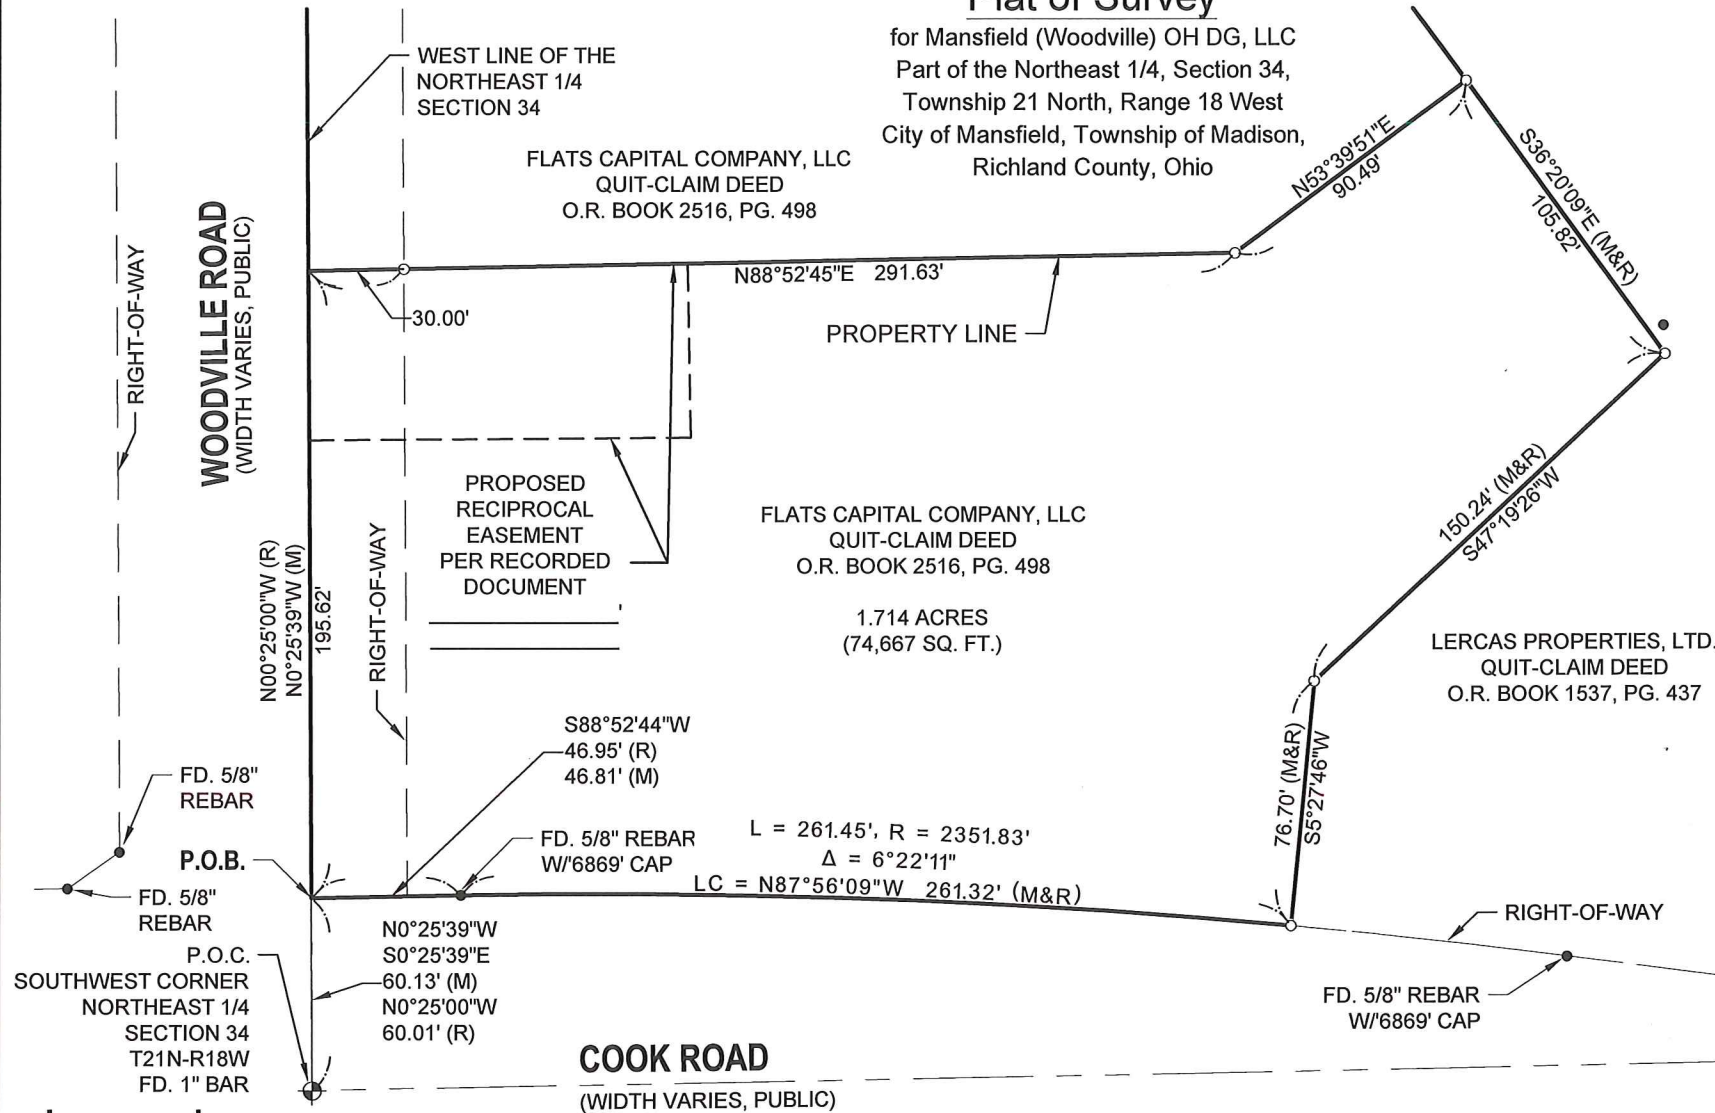 Plat of Survey
for Mansfield (Woodville) OH DG, LLC
Part of the Northeast 1/4, Section 34,
Township 21 North, Range 18 West
City of Mansfield, Township of Madison,
Richland County, Ohio
WEST LINE OF THE
NORTHEAST 1/4
SECTION 34
FLATS CAPITAL COMPANY, LLC
QUIT-CLAIM DEED
O.R. BOOK 2516, PG. 498
N53°39'51"E
90.49'
S36°20'09"E (M&R)
105.82'
RIGHT-OF-WAY
WOODVILLE ROAD
(WIDTH VARIES, PUBLIC)
30.00'
N88°52'45"E 291.63'
PROPERTY LINE
PROPOSED
RECIPROCAL
EASEMENT
PER RECORDED
DOCUMENT
FLATS CAPITAL COMPANY, LLC
QUIT-CLAIM DEED
O.R. BOOK 2516, PG. 498
1.714 ACRES
(74,667 SQ. FT.)
150.24' (M&R)
S47°19'26"W
LERCAS PROPERTIES, LTD.
QUIT-CLAIM DEED
O.R. BOOK 1537, PG. 437
N00°25'00"W (R)
N0°25'39"W (M)
195.62'
RIGHT-OF-WAY
76.70' (M&R)
S5°27'46"W
S88°52'44"W
46.95' (R)
46.81' (M)
FD. 5/8"
REBAR
P.O.B.
FD. 5/8" REBAR
W/'6869' CAP
L = 261.45', R = 2351.83'
Δ = 6°22'11"
LC = N87°56'09"W 261.32' (M&R)
FD. 5/8"
REBAR
P.O.C.
SOUTHWEST CORNER
NORTHEAST 1/4
SECTION 34
T21N-R18W
FD. 1" BAR
N0°25'39"W
S0°25'39"E
60.13' (M)
N0°25'00"W
60.01' (R)
RIGHT-OF-WAY
FD. 5/8" REBAR
W/'6869' CAP
COOK ROAD
(WIDTH VARIES, PUBLIC)